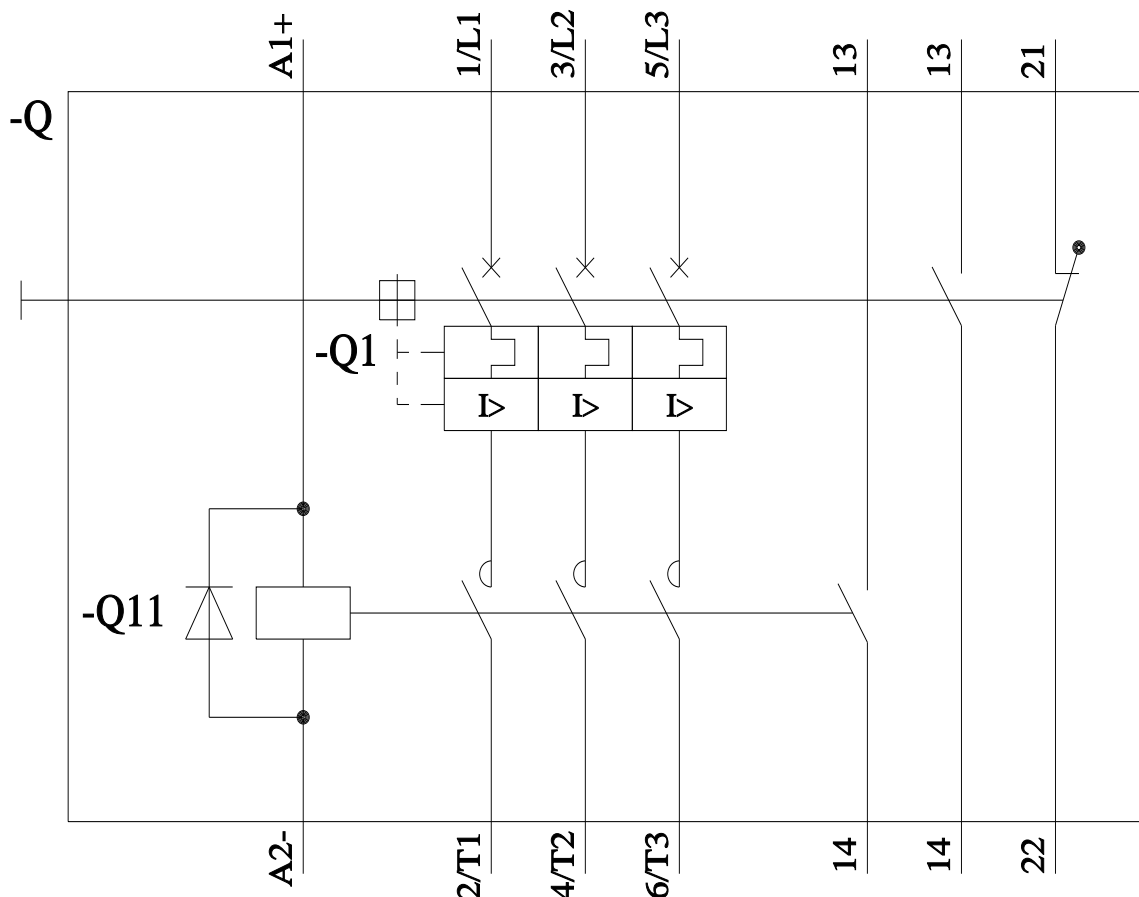 A1+
1/L1
3/L2
5/L3
13
13
21
-Q
-Q1
I>
I>
I>
-Q11
A2-
2/T1
4/T2
6/T3
14
14
22